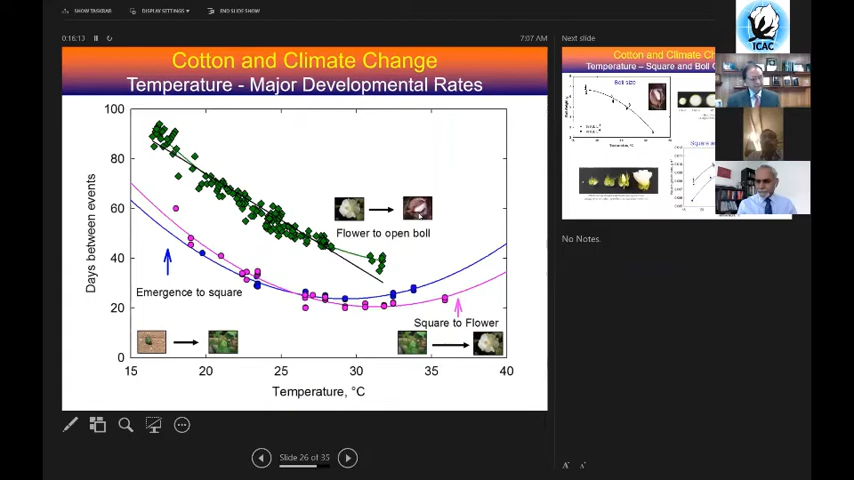 SHOW TASKBAR
DISPLAY SETTINGS
END SLIDE SHOW
0:16:13
7:07 AM
Next slide
Cotton and Climate Change
Temperature - Major Developmental Rates
100
80
60
40
20
0
Days between events
15
20
25
30
35
40
Temperature, °C
Flower to open boll
Emergence to square
Square to Flower
Cotton and Climate Ch
Temperature – Square and Boll G
Boll size
Temperature, °C
Square a
ICAC
No Notes.
Slide 26 of 35
A A